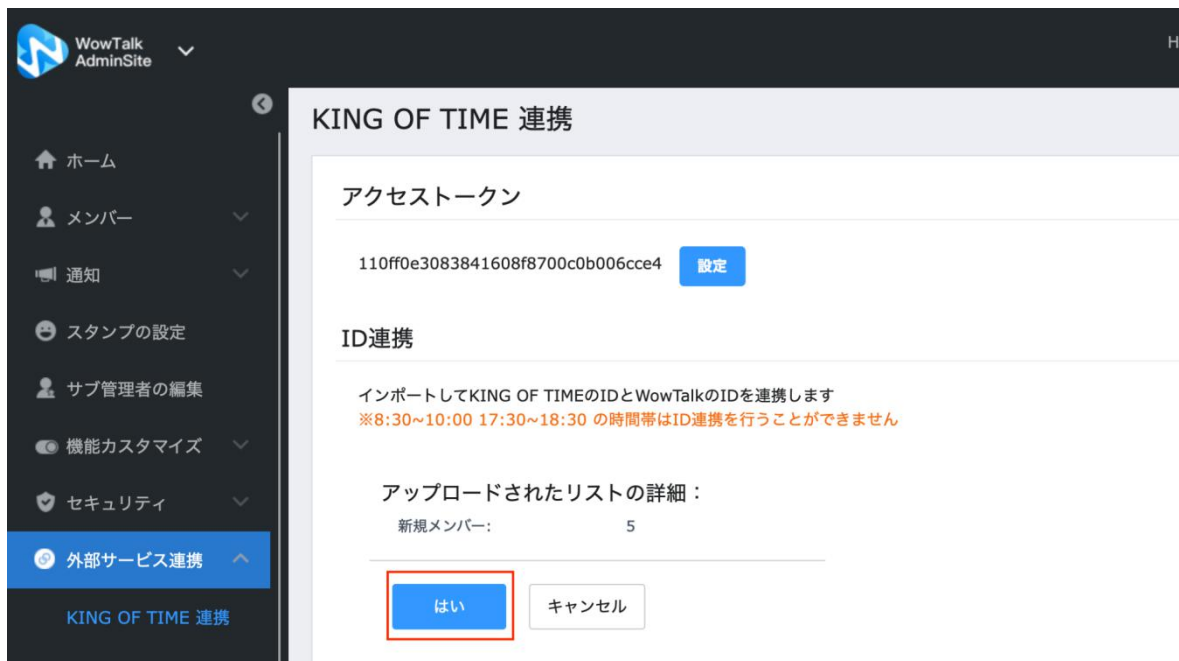 WowTalk
AdminSite
H
KING OF TIME 連携
ホーム
メンバー
通知
スタンプの設定
サブ管理者の編集
機能カスタマイズ
セキュリティ
外部サービス連携
KING OF TIME 連携
アクセストークン
110ff0e3083841608f8700c0b006cce4 設定
ID連携
インポートしてKING OF TIMEのIDとWowTalkのIDを連携します
※8:30~10:00 17:30~18:30 の時間帯はID連携を行うことができません
アップロードされたリストの詳細：
新規メンバー: 5
はい キャンセル